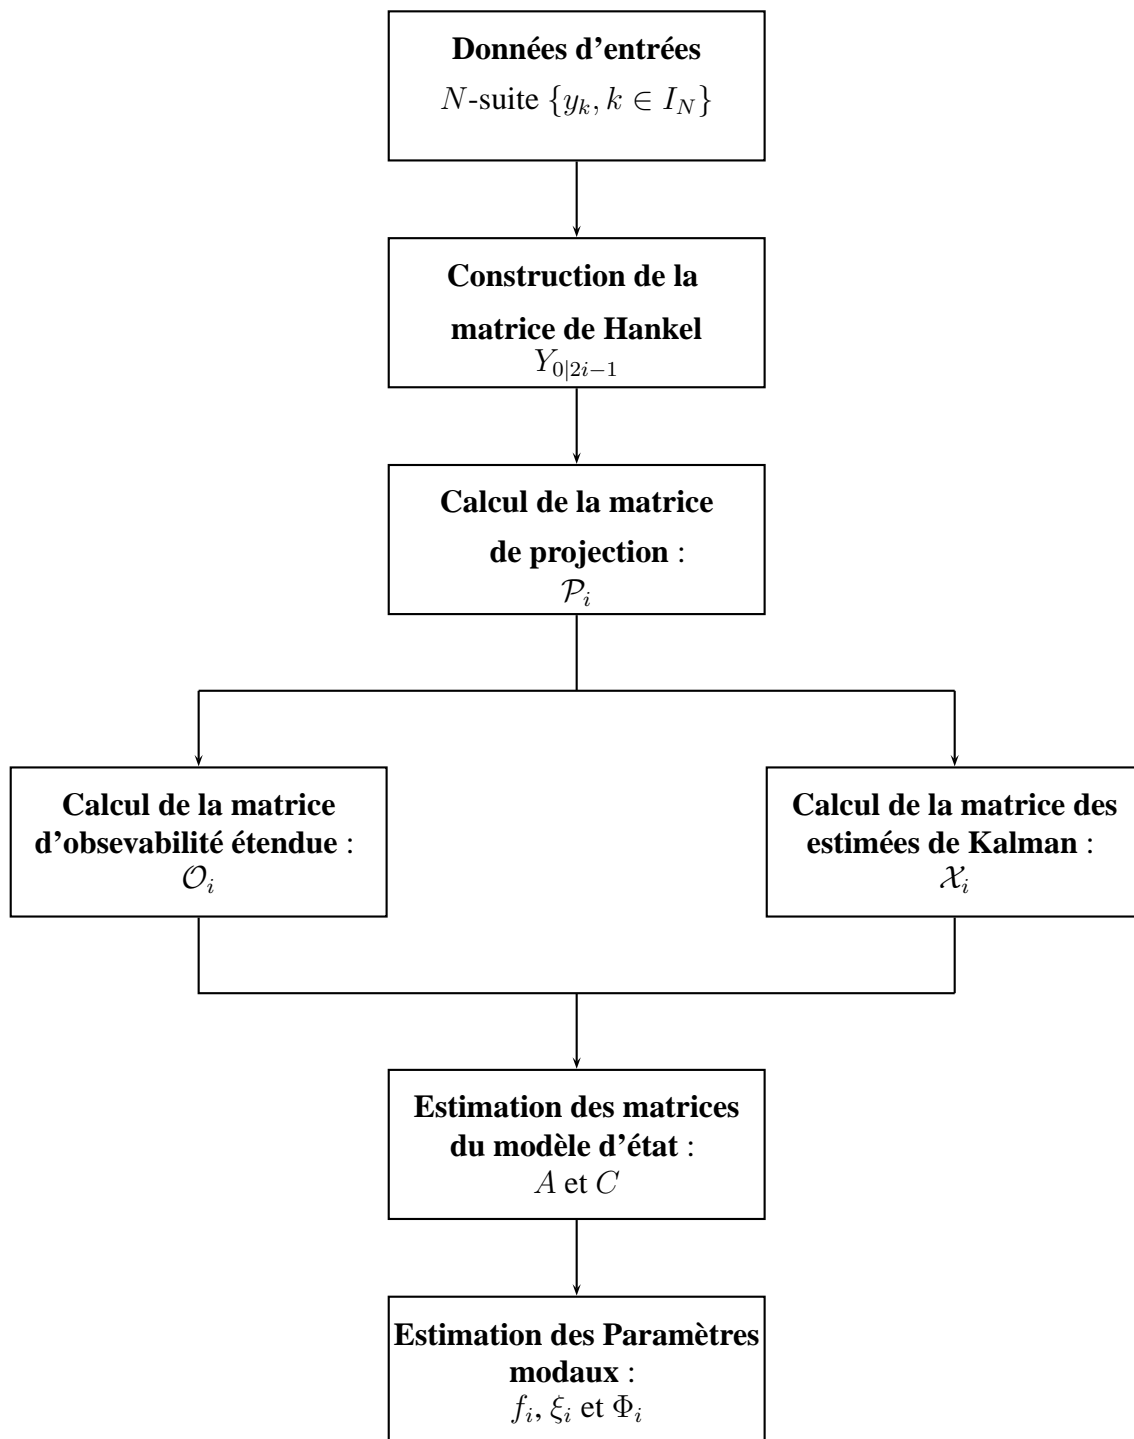 Données d'entrées
N-suite {y_k, k ∈ I_N}
Construction de la
matrice de Hankel
Y_{0|2i−1}
Calcul de la matrice
de projection :
𝒫_i
Calcul de la matrice
d'obsevabilité étendue :
𝒪_i
Calcul de la matrice des
estimées de Kalman :
𝒳_i
Estimation des matrices
du modèle d'état :
A et C
Estimation des Paramètres
modaux :
f_i, ξ_i et Φ_i